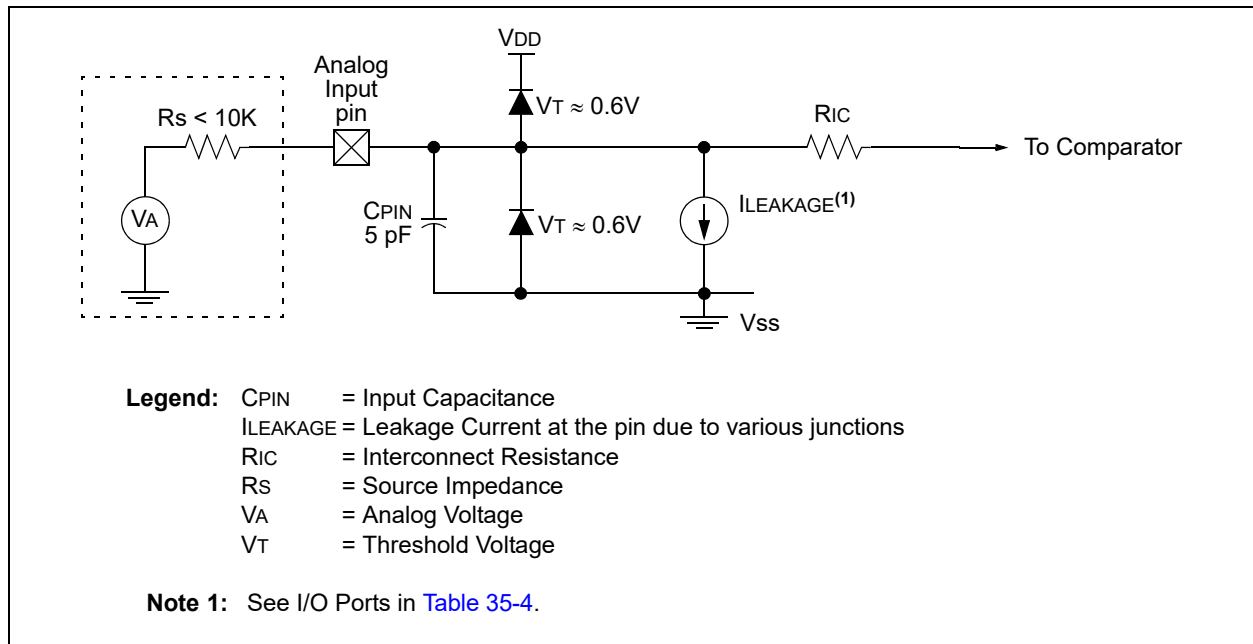 VDD
Analog
Input
pin
Rs < 10K
VT ≈ 0.6V
RIC
To Comparator
VA
CPIN
5 pF
VT ≈ 0.6V
ILEAKAGE(1)
Vss
Legend: CPIN = Input Capacitance
ILEAKAGE = Leakage Current at the pin due to various junctions
RIC = Interconnect Resistance
RS = Source Impedance
VA = Analog Voltage
VT = Threshold Voltage
Note 1: See I/O Ports in Table 35-4.